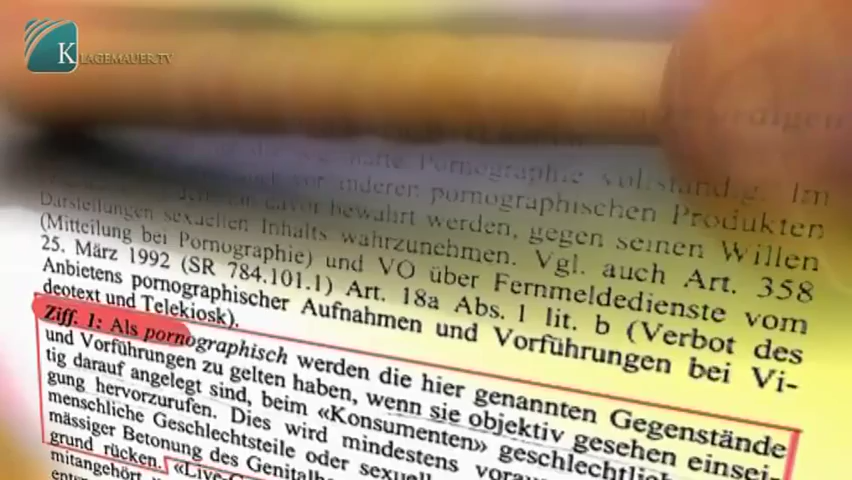 KLAGEMAUER.TV
Pornographie vollständig. Im
vor anderen pornographischen Produkten
davor bewahrt werden, gegen seinen Willen
Darstellungen sexuellen Inhalts wahrzunehmen. Vgl. auch Art. 358
(Mitteilung bei Pornographie) und VO über Fernmeldedienste vom
25. März 1992 (SR 784.101.1) Art. 18a Abs. 1 lit. b (Verbot des
Anbietens pornographischer Aufnahmen und Vorführungen bei Vi-
deotext und Telekiosk).
Ziff. 1: Als pornographisch werden die hier genannten Gegenstände
und Vorführungen zu gelten haben, wenn sie objektiv gesehen einsei-
tig darauf angelegt sind, beim «Konsumenten» geschlechtlich
gung hervorzurufen. Dies wird mindestens voraus
menschliche Geschlechtsteile oder sexuell
mässiger Betonung des Genitalbe
grund rücken. «Live-
mitangehört